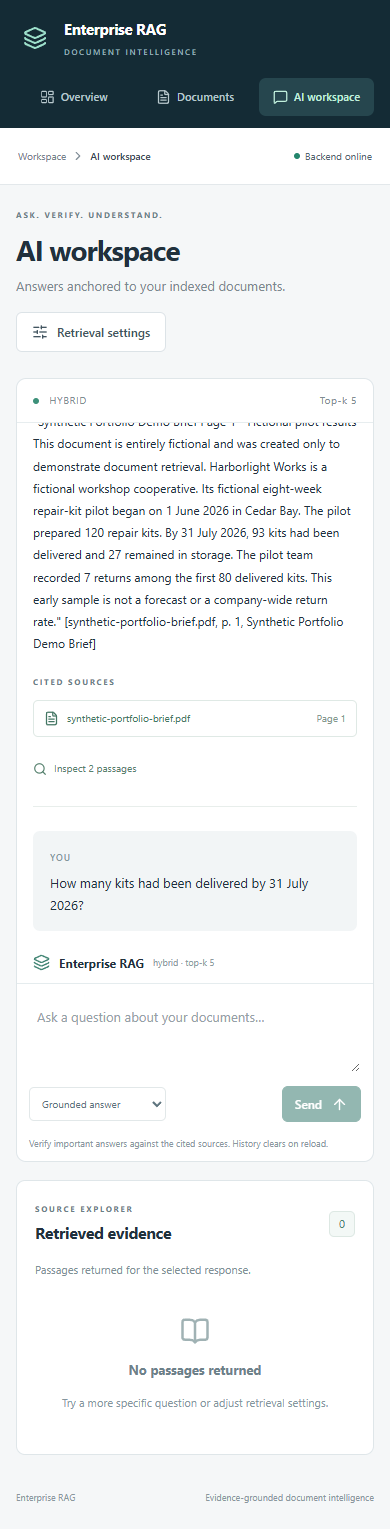 Enterprise RAG
DOCUMENT INTELLIGENCE
Overview
Documents
AI workspace
Workspace > AI workspace
Backend online
ASK. VERIFY. UNDERSTAND.
AI workspace
Answers anchored to your indexed documents.
Retrieval settings
HYBRID
Top-k 5
"Synthetic Portfolio Demo Brief Page 1 - Fictional pilot results
This document is entirely fictional and was created only to
demonstrate document retrieval. Harborlight Works is a
fictional workshop cooperative. Its fictional eight-week
repair-kit pilot began on 1 June 2026 in Cedar Bay. The pilot
prepared 120 repair kits. By 31 July 2026, 93 kits had been
delivered and 27 remained in storage. The pilot team
recorded 7 returns among the first 80 delivered kits. This
early sample is not a forecast or a company-wide return
rate." [synthetic-portfolio-brief.pdf, p. 1, Synthetic Portfolio
Demo Brief]
CITED SOURCES
synthetic-portfolio-brief.pdf
Page 1
Inspect 2 passages
YOU
How many kits had been delivered by 31 July
2026?
Enterprise RAG hybrid · top-k 5
Ask a question about your documents...
Grounded answer
Send
Verify important answers against the cited sources. History clears on reload.
SOURCE EXPLORER
Retrieved evidence
0
Passages returned for the selected response.
No passages returned
Try a more specific question or adjust retrieval settings.
Enterprise RAG
Evidence-grounded document intelligence